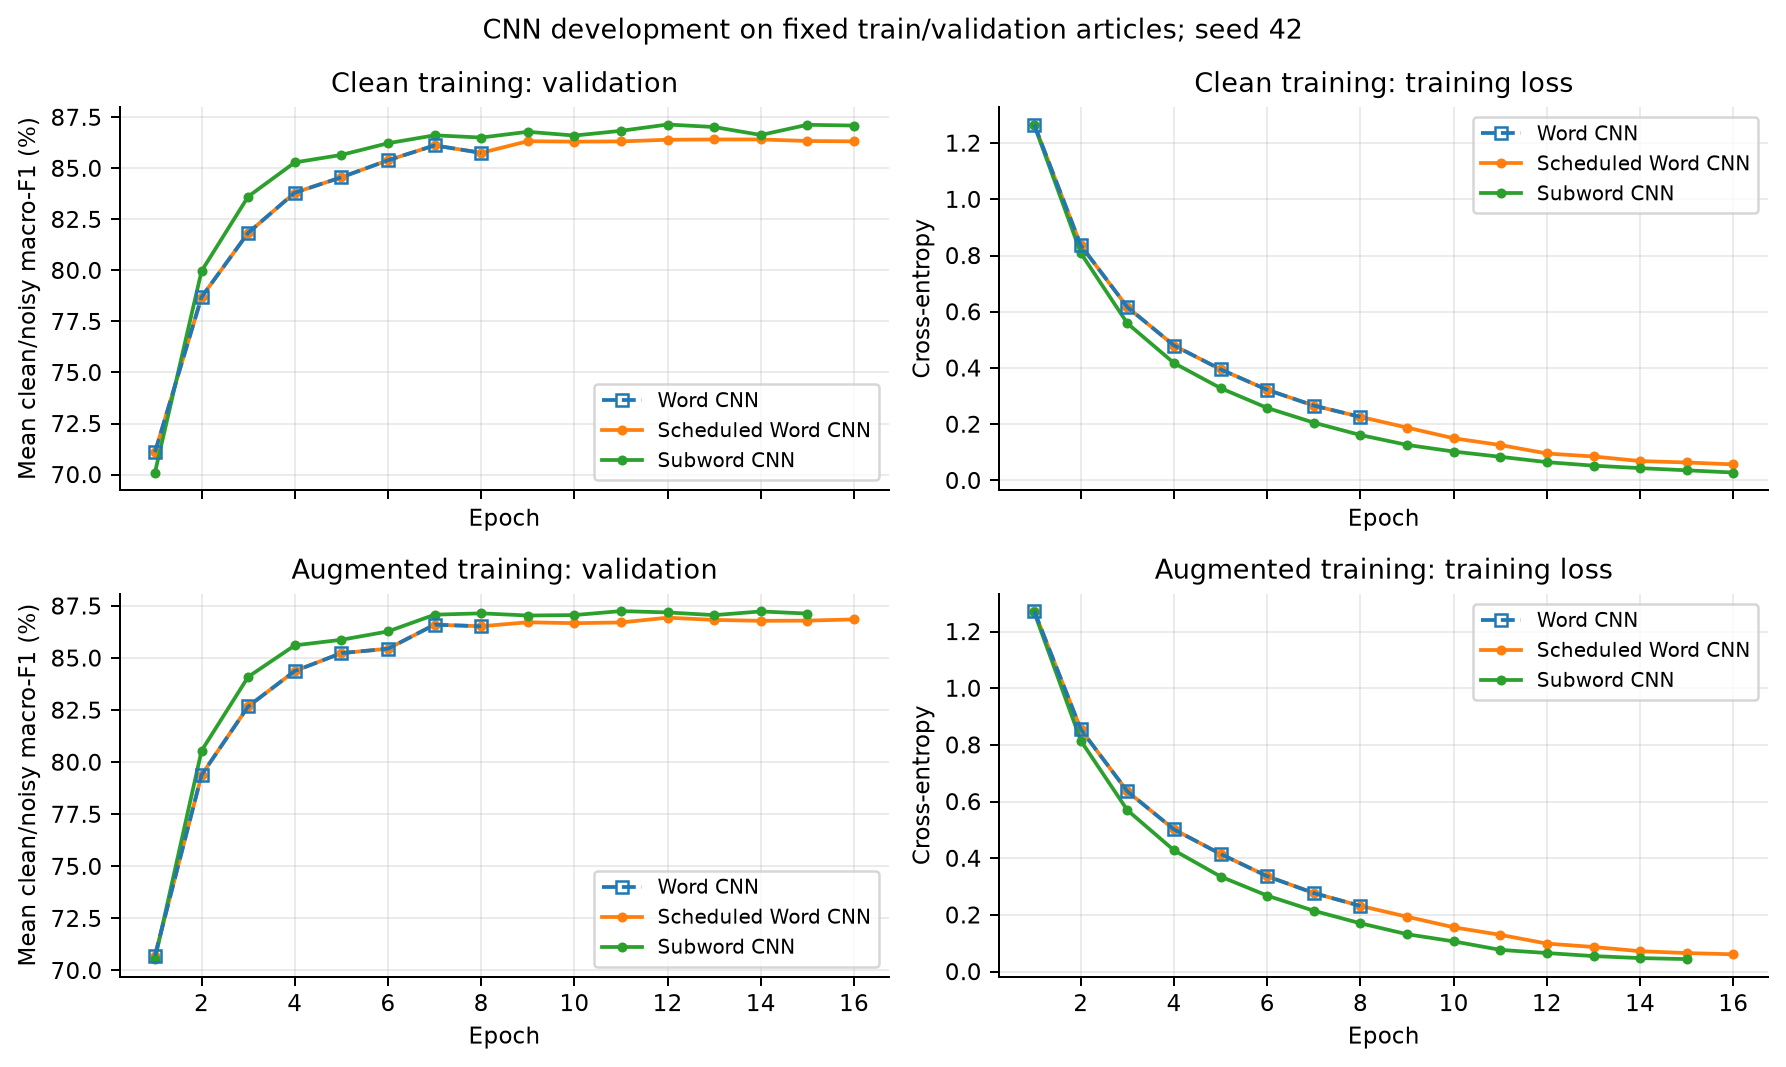 CNN development on fixed train/validation articles; seed 42
Clean training: validation
Mean clean/noisy macro-F1 (%)
87.5
85.0
82.5
80.0
77.5
75.0
72.5
70.0
Word CNN
Scheduled Word CNN
Subword CNN
Epoch
Clean training: training loss
Cross-entropy
1.2
1.0
0.8
0.6
0.4
0.2
0.0
Word CNN
Scheduled Word CNN
Subword CNN
Epoch
Augmented training: validation
Mean clean/noisy macro-F1 (%)
87.5
85.0
82.5
80.0
77.5
75.0
72.5
70.0
Word CNN
Scheduled Word CNN
Subword CNN
2 4 6 8 10 12 14 16
Epoch
Augmented training: training loss
Cross-entropy
1.2
1.0
0.8
0.6
0.4
0.2
0.0
Word CNN
Scheduled Word CNN
Subword CNN
2 4 6 8 10 12 14 16
Epoch